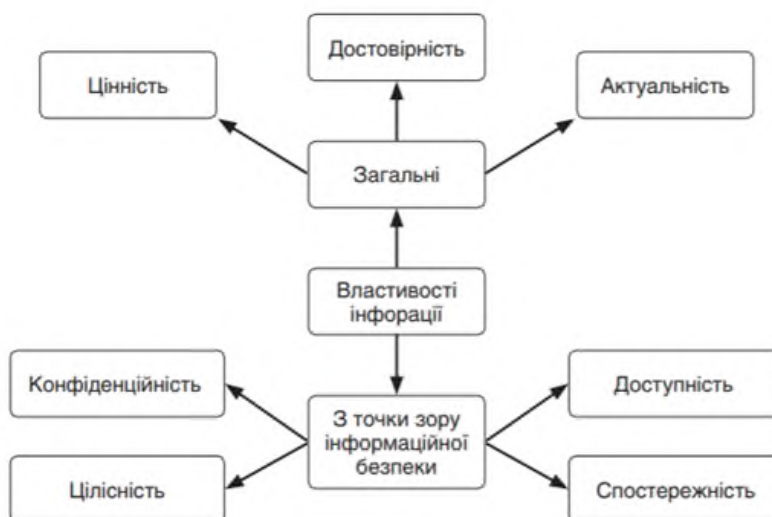 Достовірність
Цінність
Актуальність
Загальні
Властивості
інфорації
Конфіденційність
Доступність
З точки зору
інформаційної
безпеки
Цілісність
Спостережність